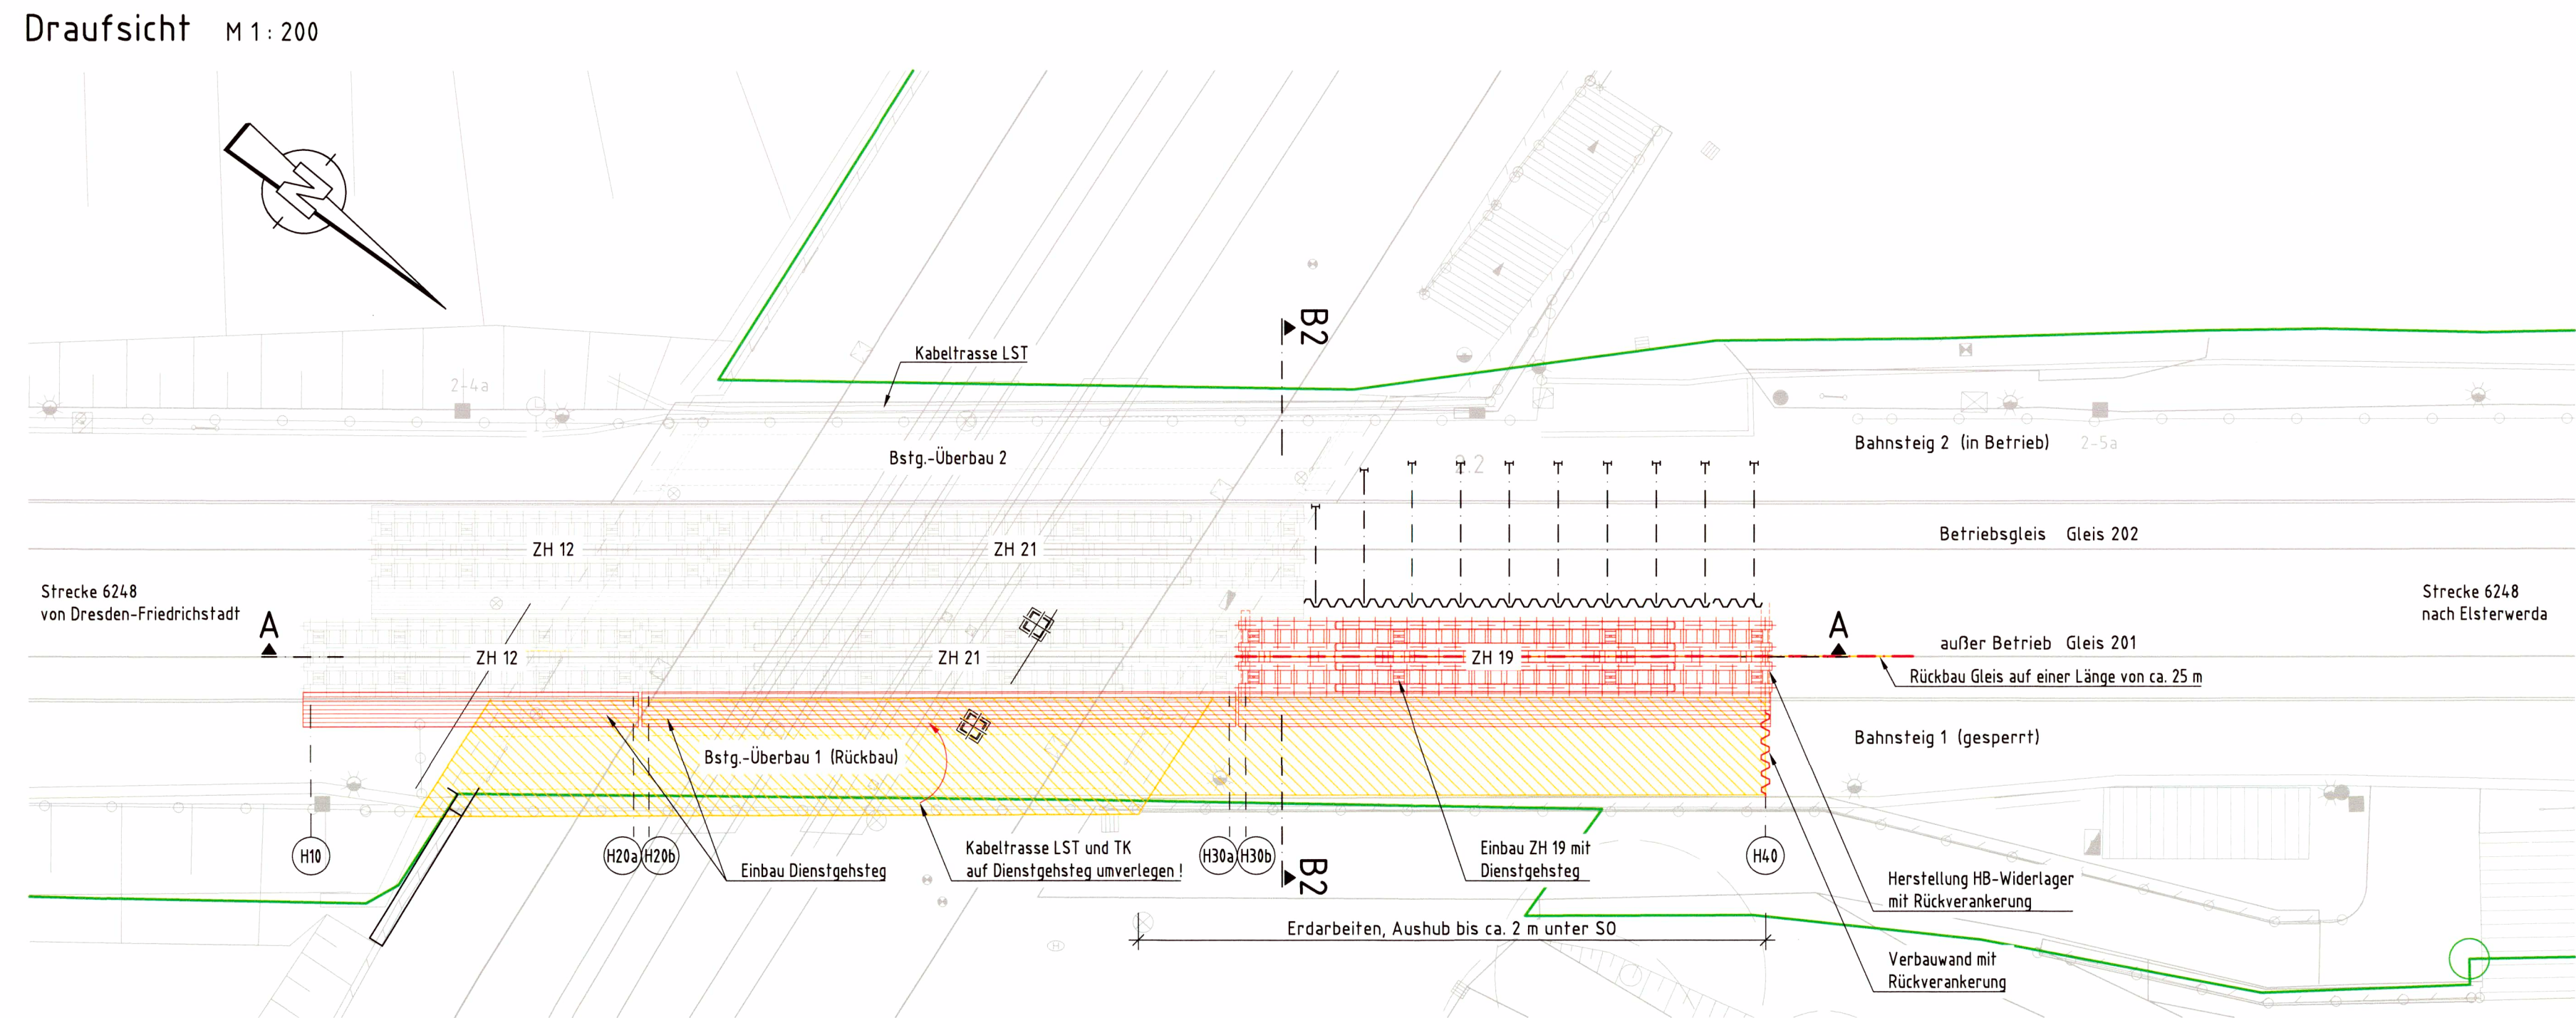 Draufsicht M 1 : 200
N
B2
Kabeltrasse LST
2-4a
Bstg.-Überbau 2
Bahnsteig 2 (in Betrieb) 2-5a
2.2
ZH 12
ZH 21
Betriebsgleis Gleis 202
Strecke 6248
von Dresden-Friedrichstadt
Strecke 6248
nach Elsterwerda
A
A
ZH 12
ZH 21
ZH 19
außer Betrieb Gleis 201
Rückbau Gleis auf einer Länge von ca. 25 m
Bstg.-Überbau 1 (Rückbau)
Bahnsteig 1 (gesperrt)
H10
H20a
H20b
Einbau Dienstgehsteg
Kabeltrasse LST und TK
auf Dienstgehsteg umverlegen !
H30a
H30b
B2
Einbau ZH 19 mit
Dienstgehsteg
H40
Herstellung HB-Widerlager
mit Rückverankerung
Erdarbeiten, Aushub bis ca. 2 m unter SO
H
Verbauwand mit
Rückverankerung